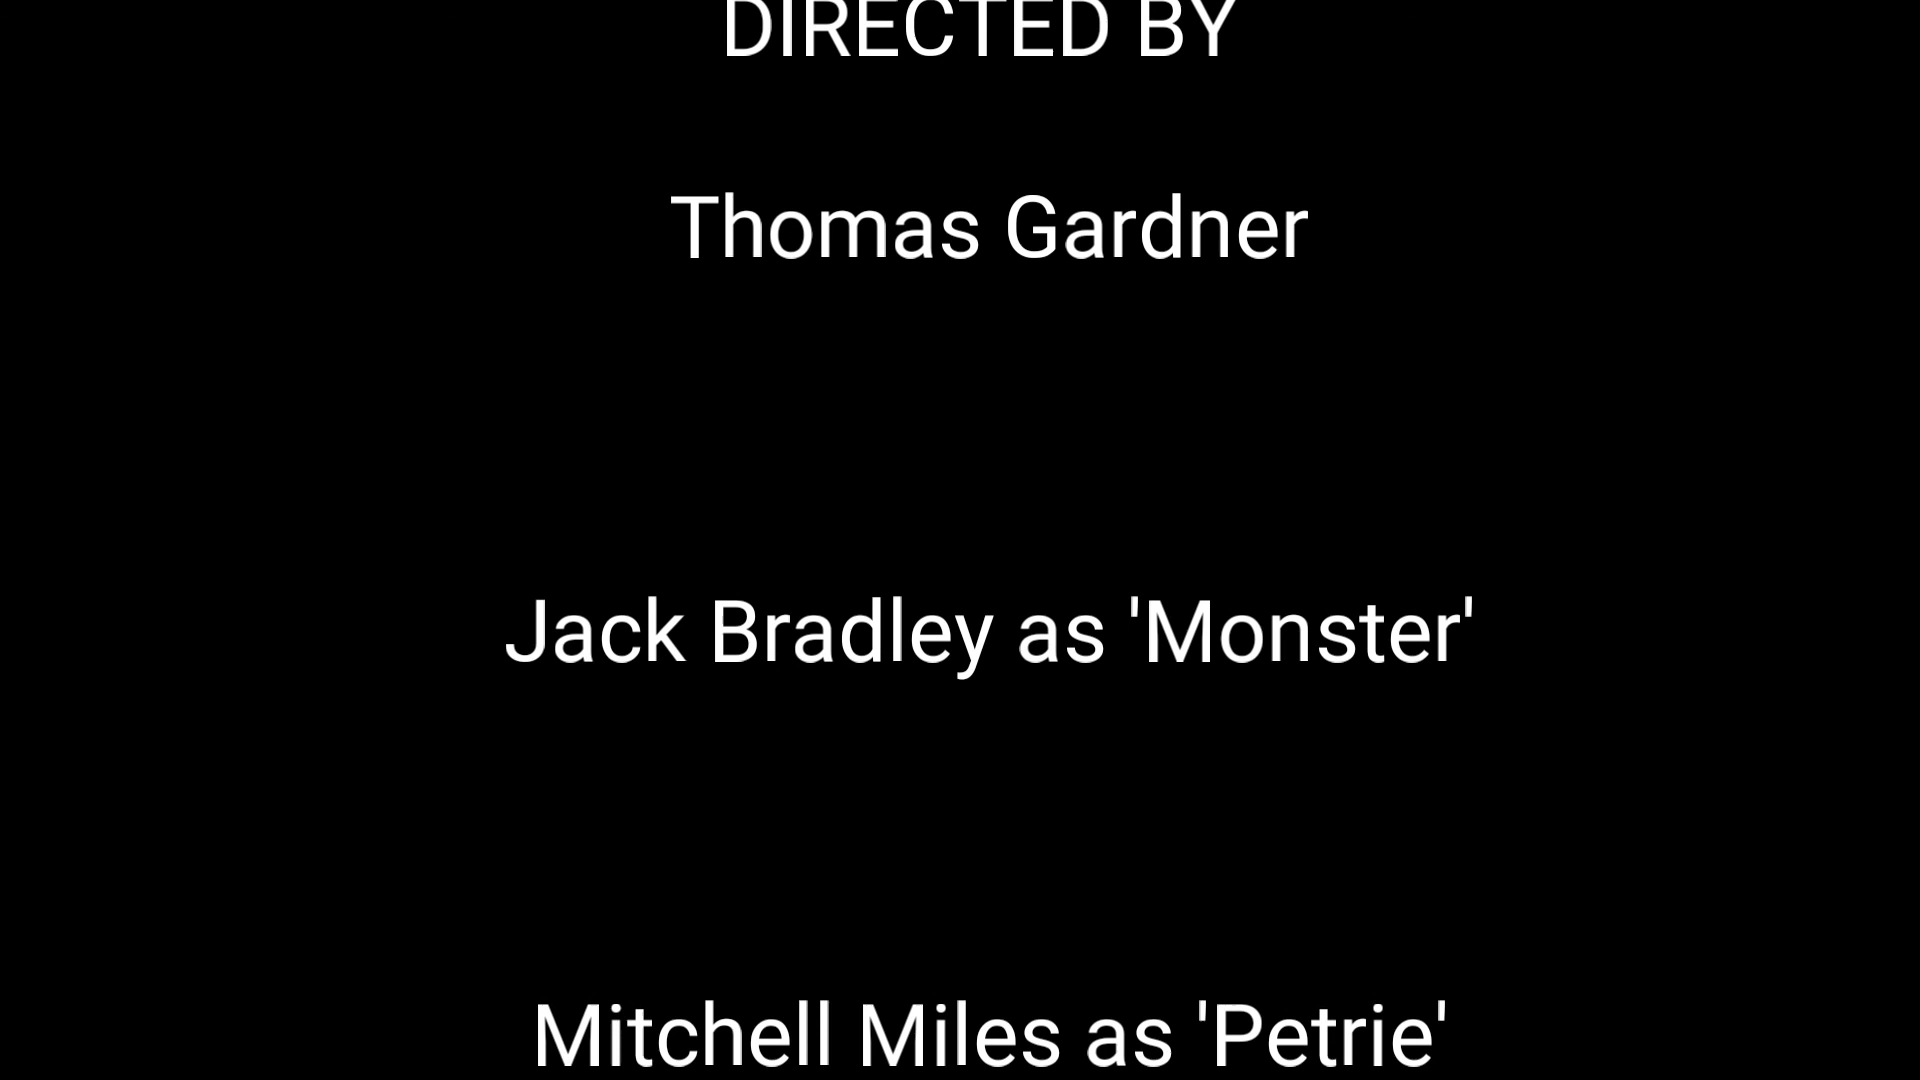 DIRECTED BY
Thomas Gardner
Jack Bradley as 'Monster'
Mitchell Miles as 'Petrie'